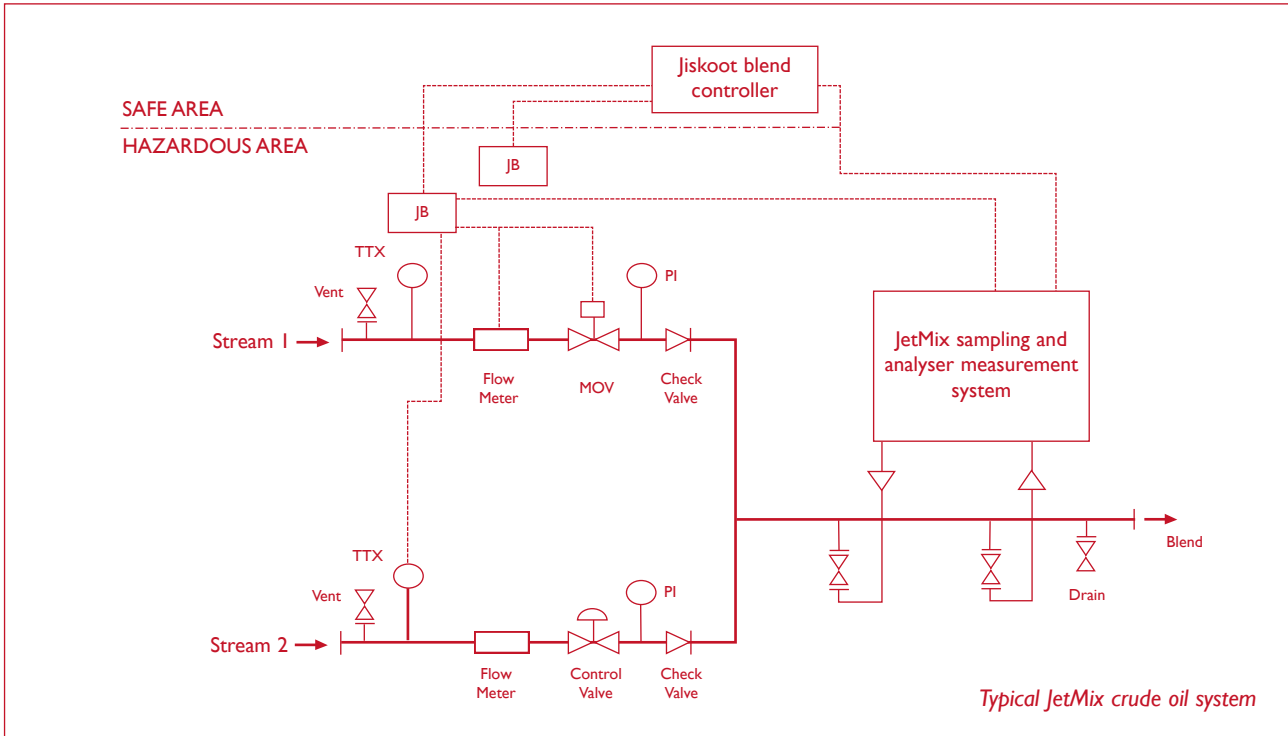 Jiskoot blend
controller
SAFE AREA
HAZARDOUS AREA
JB
JB
TTX
PI
Vent
Stream 1
Flow
Meter
MOV
Check
Valve
JetMix sampling and
analyser measurement
system
Blend
TTX
PI
Vent
Drain
Stream 2
Flow
Meter
Control
Valve
Check
Valve
Typical JetMix crude oil system